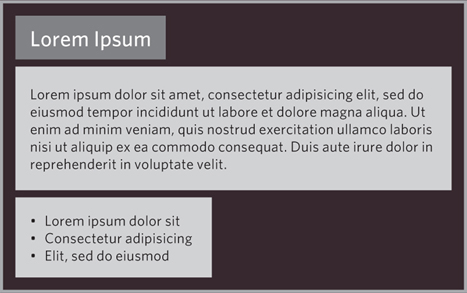 Lorem Ipsum
Lorem ipsum dolor sit amet, consectetur adipisicing elit, sed do
eiusmod tempor incididunt ut labore et dolore magna aliqua. Ut
enim ad minim veniam, quis nostrud exercitation ullamco laboris
nisi ut aliquip ex ea commodo consequat. Duis aute irure dolor in
reprehenderit in voluptate velit.
• Lorem ipsum dolor sit
• Consectetur adipisicing
• Elit, sed do eiusmod